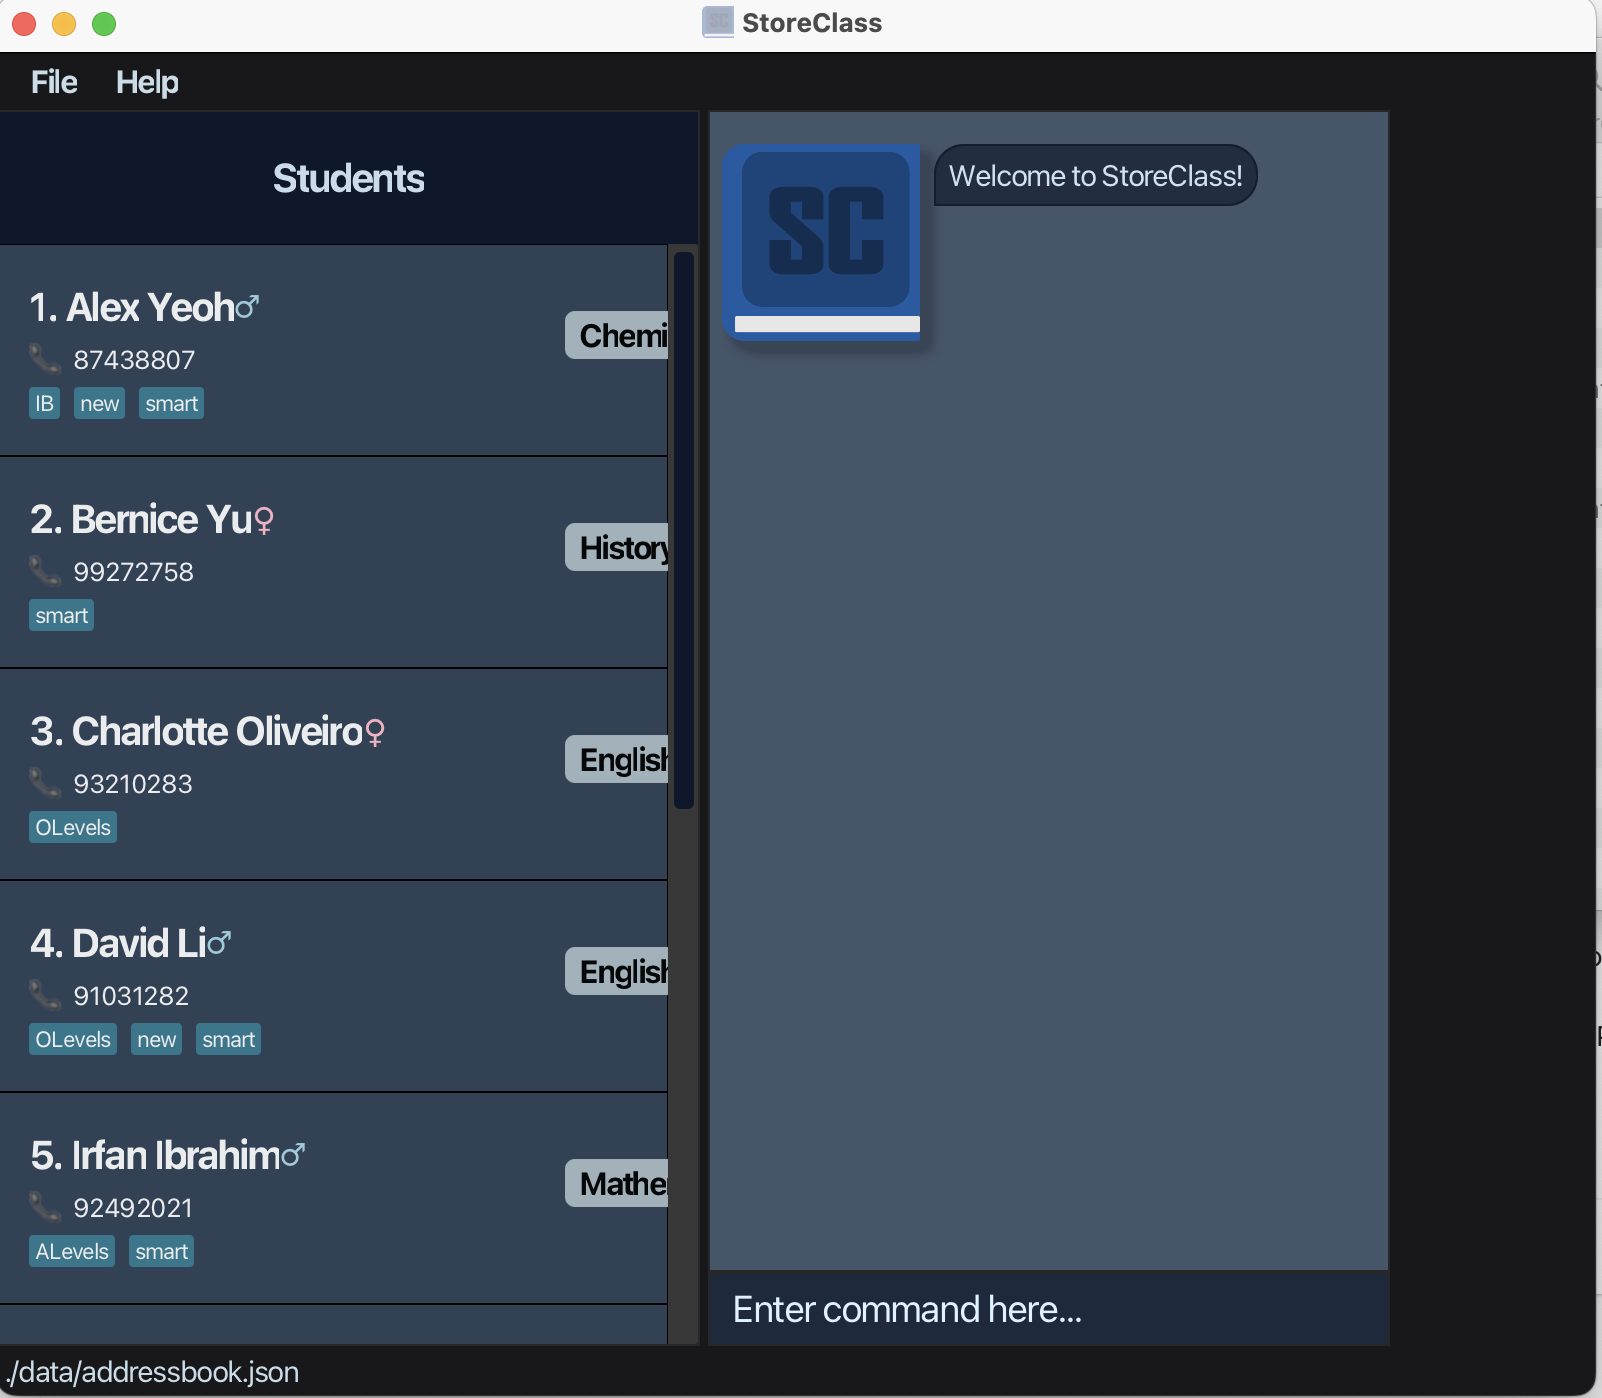 StoreClass
File Help
Students
1. Alex Yeoh♂
87438807
IB new smart
Chemi
2. Bernice Yu♀
99272758
smart
History
3. Charlotte Oliveiro♀
93210283
OLevels
English
4. David Li♂
91031282
OLevels new smart
English
5. Irfan Ibrahim♂
92492021
ALevels smart
Mathe
SC
Welcome to StoreClass!
Enter command here...
./data/addressbook.json